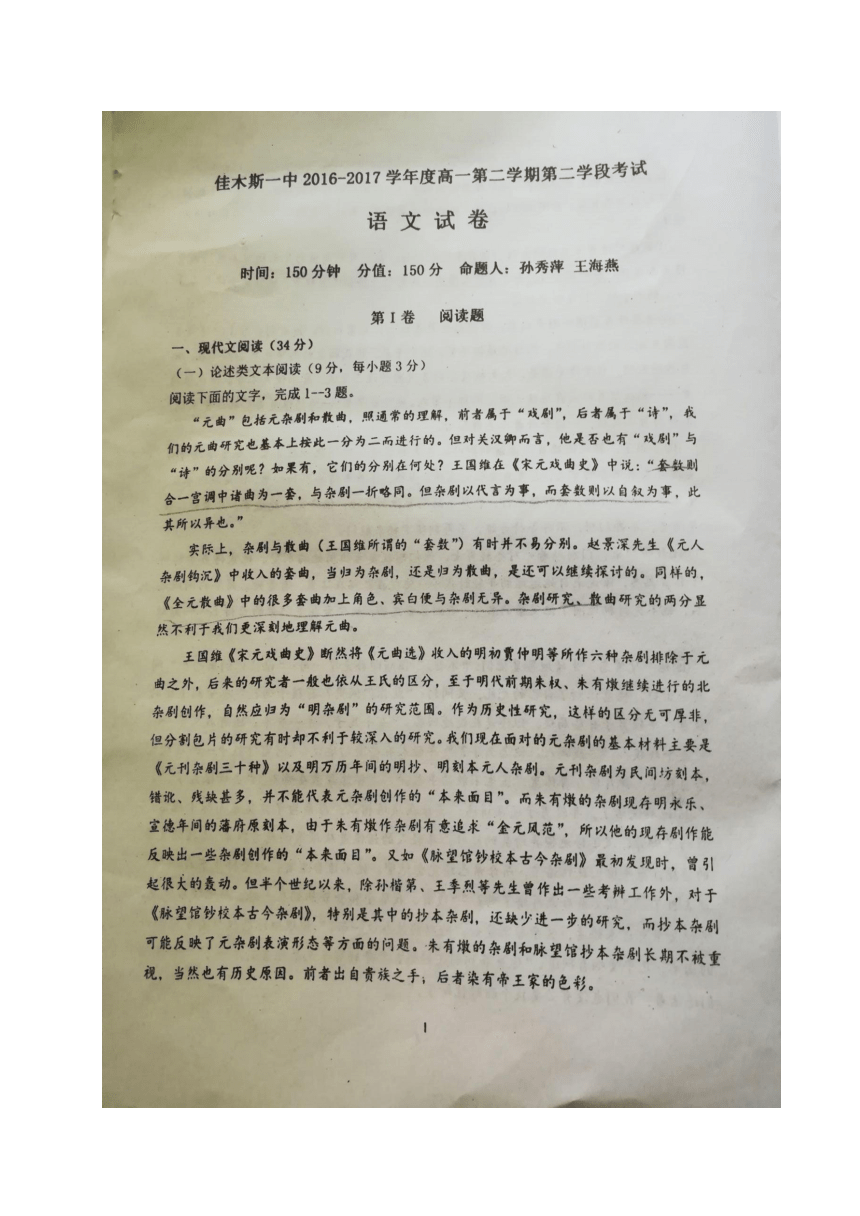 佳木斯一中 2016-2017 学年度高一第二学期第二学段考试
语 文 试 卷
时间：150 分钟 分值：150 分 命题人：孙秀萍 王海燕
第 I 卷 阅读题
一、现代文阅读（34 分）
（一）论述类文本阅读（9 分，每小题 3 分）
阅读下面的文字，完成 1--3 题。
“元曲”包括元杂剧和散曲，照通常的理解，前者属于“戏剧”，后者属于“诗”，我
们的元曲研究也基本上按此一分为二而进行的。但对关汉卿而言，他是否也有“戏剧”与
“诗”的分别呢？如果有，它们的分别在何处？王国维在《宋元戏曲史》中说：“套数则
合一宫调中诸曲为一套，与杂剧一折略同。但杂剧以代言为事，而套数则以自叙为事，此
其所以异也。”
实际上，杂剧与散曲（王国维所谓的“套数”）有时并不易分别。赵景深先生《元人
杂剧钩沉》中收入的套曲，当归为杂剧，还是归为散曲，是还可以继续探讨的。同样的，
《全元散曲》中的很多套曲加上角色、宾白便与杂剧无异。杂剧研究、散曲研究的两分显
然不利于我们更深刻地理解元曲。
王国维《宋元戏曲史》断然将《元曲选》收入的明初贾仲明等所作六种杂剧排除于元
曲之外，后来的研究者一般也依从王氏的区分，至于明代前期朱权、朱有燉继续进行的北
杂剧创作，自然应归为“明杂剧”的研究范围。作为历史性研究，这样的区分无可厚非，
但分割包片的研究有时却不利于较深入的研究。我们现在面对的元杂剧的基本材料主要是
《元刊杂剧三十种》以及明万历年间的明抄、明刻本元人杂剧。元刊杂剧为民间坊刻本，
错讹、残缺甚多，并不能代表元杂剧创作的“本来面目”。而朱有燉的杂剧现存明永乐、
宣德年间的藩府原刻本，由于朱有燉作杂剧有意追求“金元风范”，所以他的现存剧作能
反映出一些杂剧创作的“本来面目”。又如《脉望馆钞校本古今杂剧》最初发现时，曾引
起很大的轰动。但半个世纪以来，除孙楷第、王季烈等先生曾作出一些考辨工作外，对于
《脉望馆钞校本古今杂剧》，特别是其中的抄本杂剧，还缺少进一步的研究，而抄本杂剧
可能反映了元杂剧表演形态等方面的问题。朱有燉的杂剧和脉望馆抄本杂剧长期不被重
视，当然也有历史原因。前者出自贵族之手，后者染有帝王家的色彩。
1